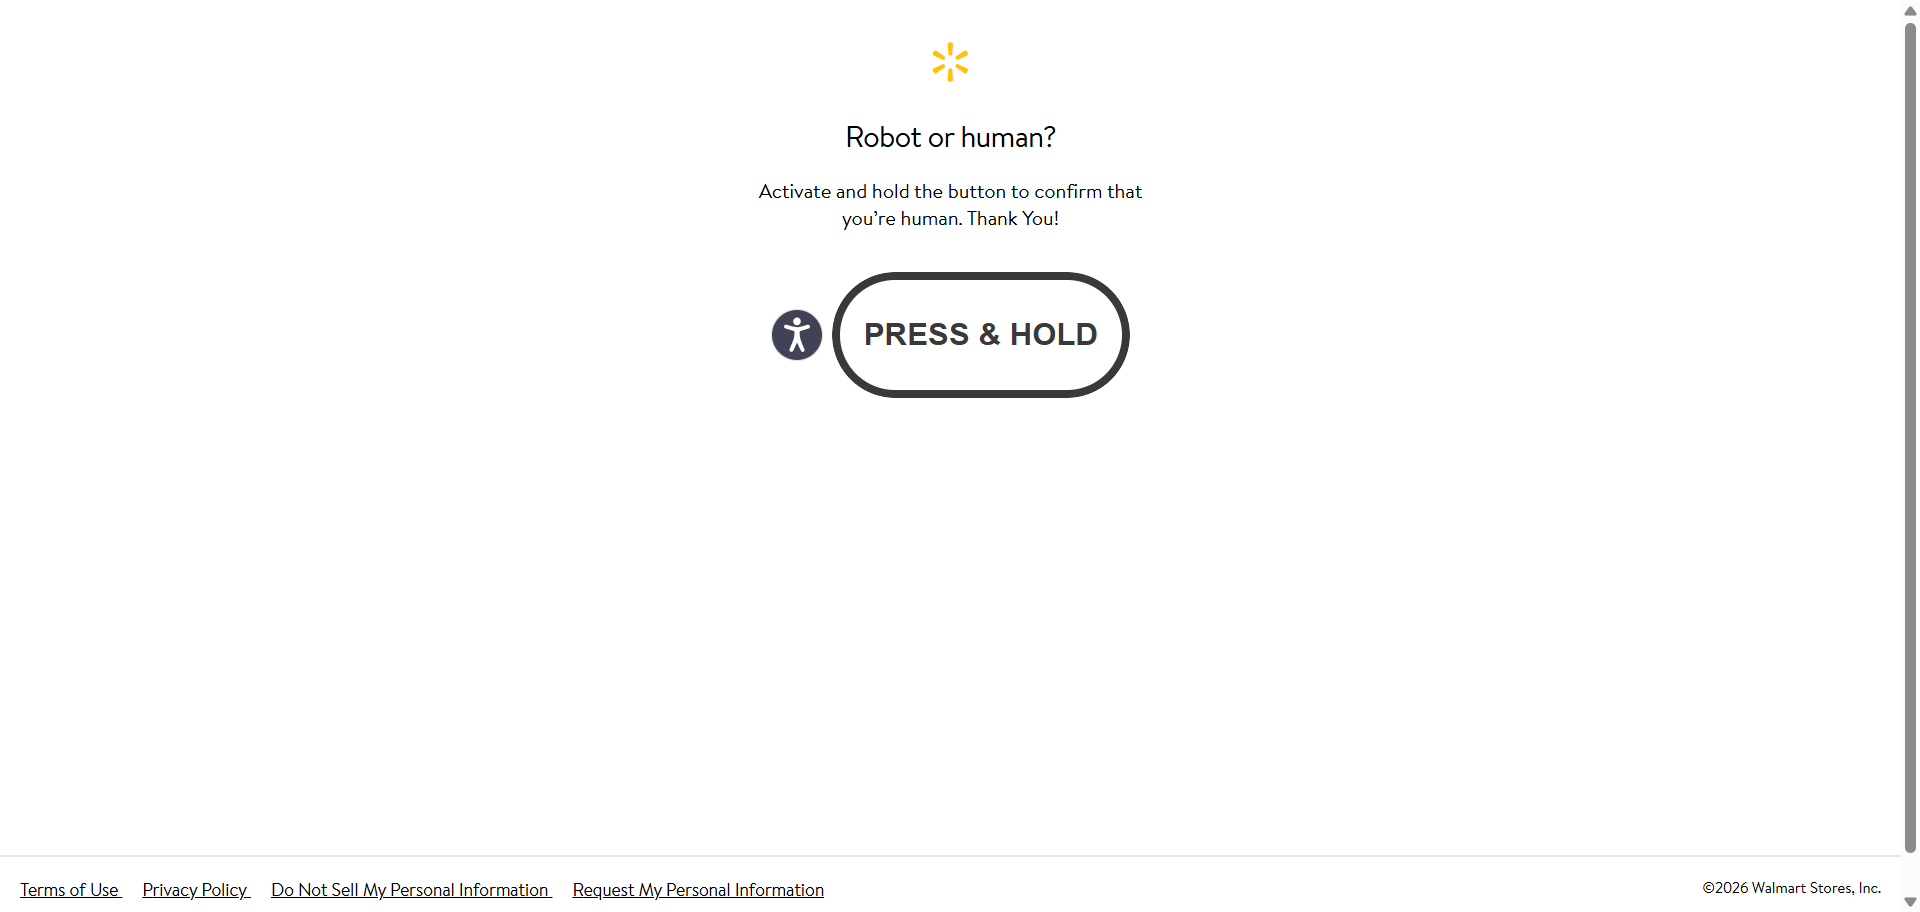 Robot or human?
Activate and hold the button to confirm that
you’re human. Thank You!
PRESS & HOLD
Terms of Use Privacy Policy Do Not Sell My Personal Information Request My Personal Information ©2026 Walmart Stores, Inc.